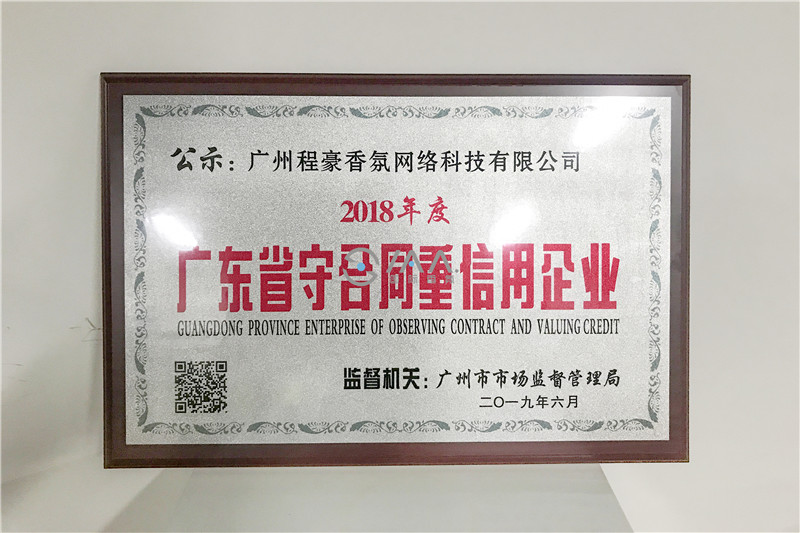 公示：广州程豪香氛网络科技有限公司
2018年度
广东省守合同重信用企业
GUANGDONG PROVINCE ENTERPRISE OF OBSERVING CONTRACT AND VALUING CREDIT
监督机关：广州市市场监督管理局
二〇一九年六月